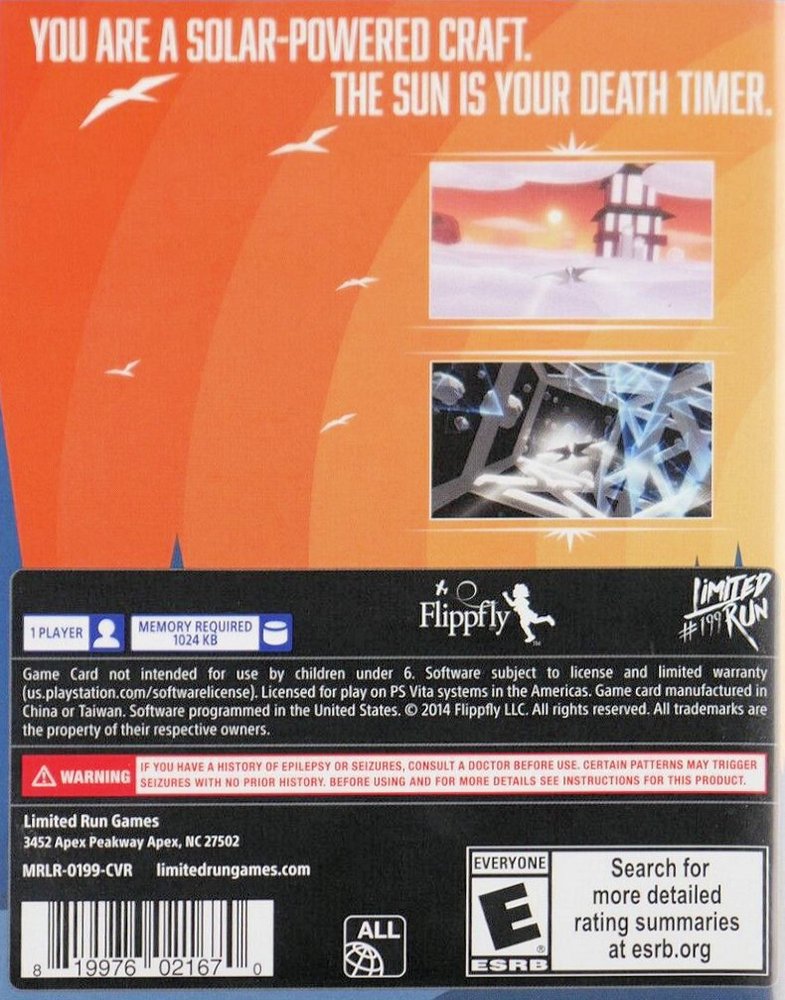 YOU ARE A SOLAR-POWERED CRAFT.
THE SUN IS YOUR DEATH TIMER.
1 PLAYER
MEMORY REQUIRED
1024 KB
Flippfly™
LIMITED
RUN
#199
Game Card not intended for use by children under 6. Software subject to license and limited warranty
(us.playstation.com/softwarelicense). Licensed for play on PS Vita systems in the Americas. Game card manufactured in
China or Taiwan. Software programmed in the United States. © 2014 Flippfly LLC. All rights reserved. All trademarks are
the property of their respective owners.
WARNING
IF YOU HAVE A HISTORY OF EPILEPSY OR SEIZURES, CONSULT A DOCTOR BEFORE USE. CERTAIN PATTERNS MAY TRIGGER
SEIZURES WITH NO PRIOR HISTORY. BEFORE USING AND FOR MORE DETAILS SEE INSTRUCTIONS FOR THIS PRODUCT.
Limited Run Games
3452 Apex Peakway Apex, NC 27502
MRLR-0199-CVR limitedrungames.com
8 19976 02167 0
ALL
EVERYONE
E
®
ESRB
Search for
more detailed
rating summaries
at esrb.org